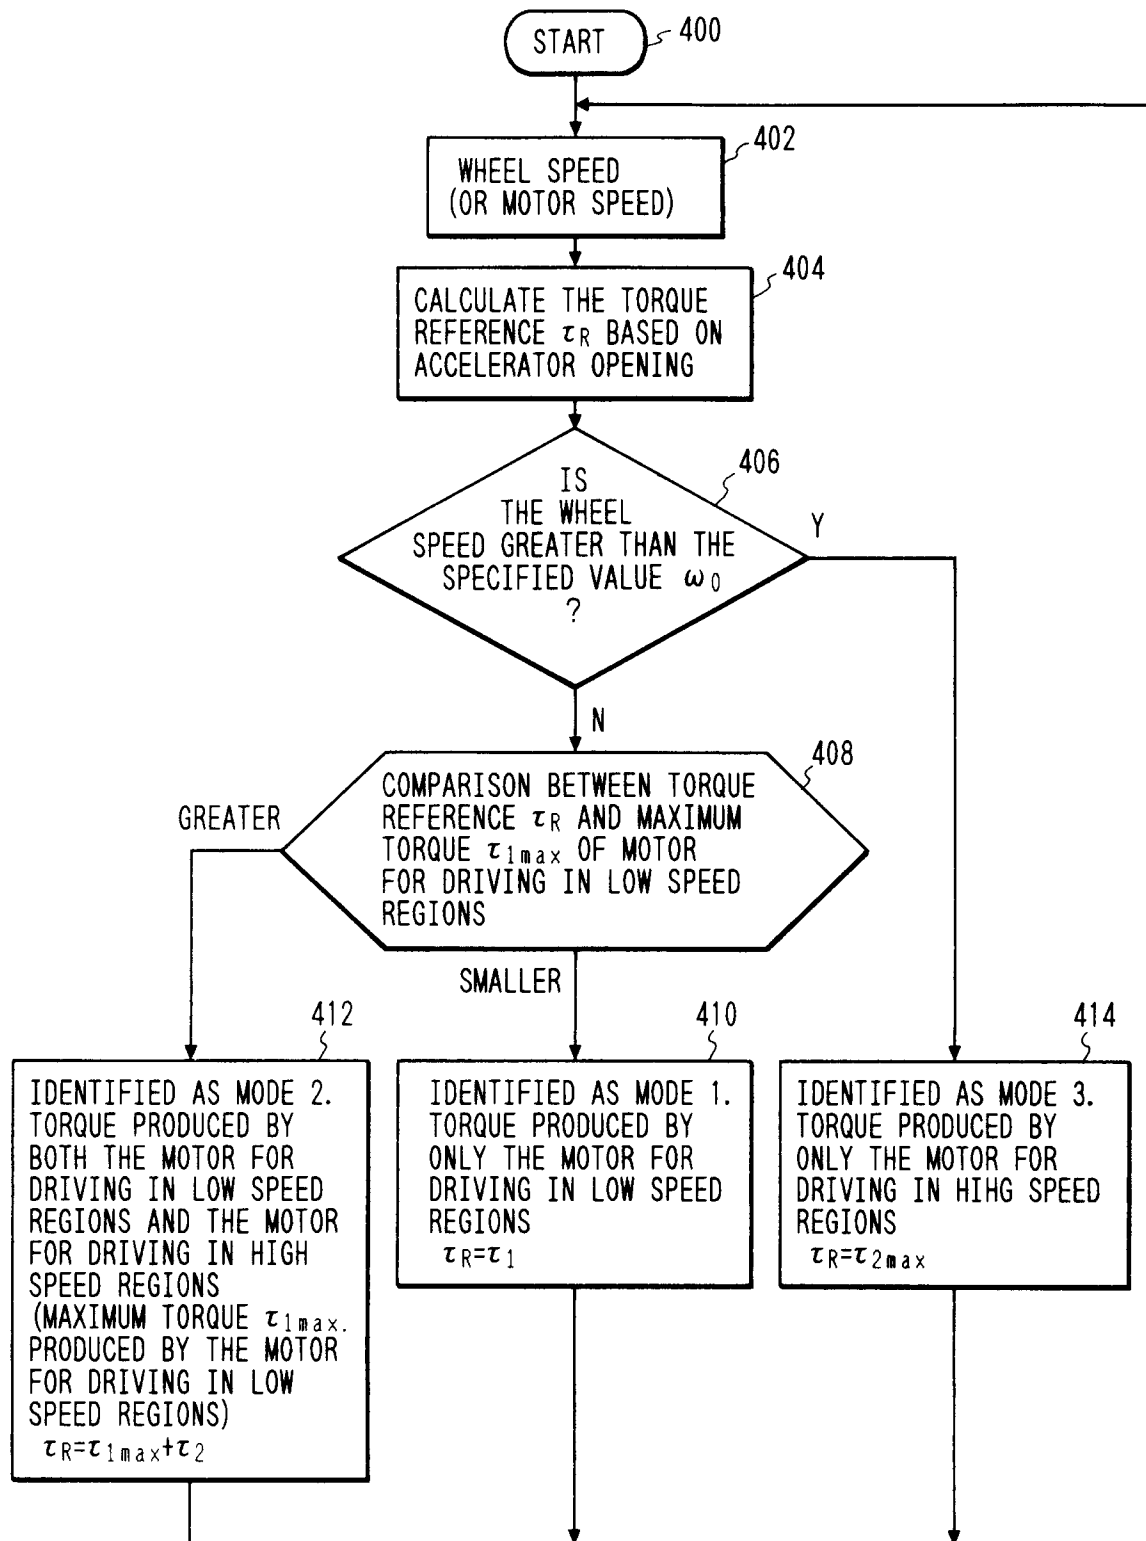 START
400
402
WHEEL SPEED
(OR MOTOR SPEED)
404
CALCULATE THE TORQUE
REFERENCE τR BASED ON
ACCELERATOR OPENING
406
IS
THE WHEEL
SPEED GREATER THAN THE
SPECIFIED VALUE ω0
?
Y
N
408
COMPARISON BETWEEN TORQUE
REFERENCE τR AND MAXIMUM
TORQUE τ1max OF MOTOR
FOR DRIVING IN LOW SPEED
REGIONS
GREATER
SMALLER
412
IDENTIFIED AS MODE 2.
TORQUE PRODUCED BY
BOTH THE MOTOR FOR
DRIVING IN LOW SPEED
REGIONS AND THE MOTOR
FOR DRIVING IN HIGH
SPEED REGIONS
(MAXIMUM TORQUE τ1max.
PRODUCED BY THE MOTOR
FOR DRIVING IN LOW
SPEED REGIONS)
τR=τ1max+τ2
410
IDENTIFIED AS MODE 1.
TORQUE PRODUCED BY
ONLY THE MOTOR FOR
DRIVING IN LOW SPEED
REGIONS
τR=τ1
414
IDENTIFIED AS MODE 3.
TORQUE PRODUCED BY
ONLY THE MOTOR FOR
DRIVING IN HIHG SPEED
REGIONS
τR=τ2max